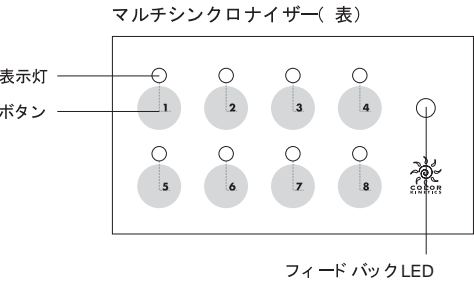 マルチシンクロナイザー( 表)
表示灯
ボタン
1 2 3 4
5 6 7 8
COLOR
KINETICS
フィードバックLED